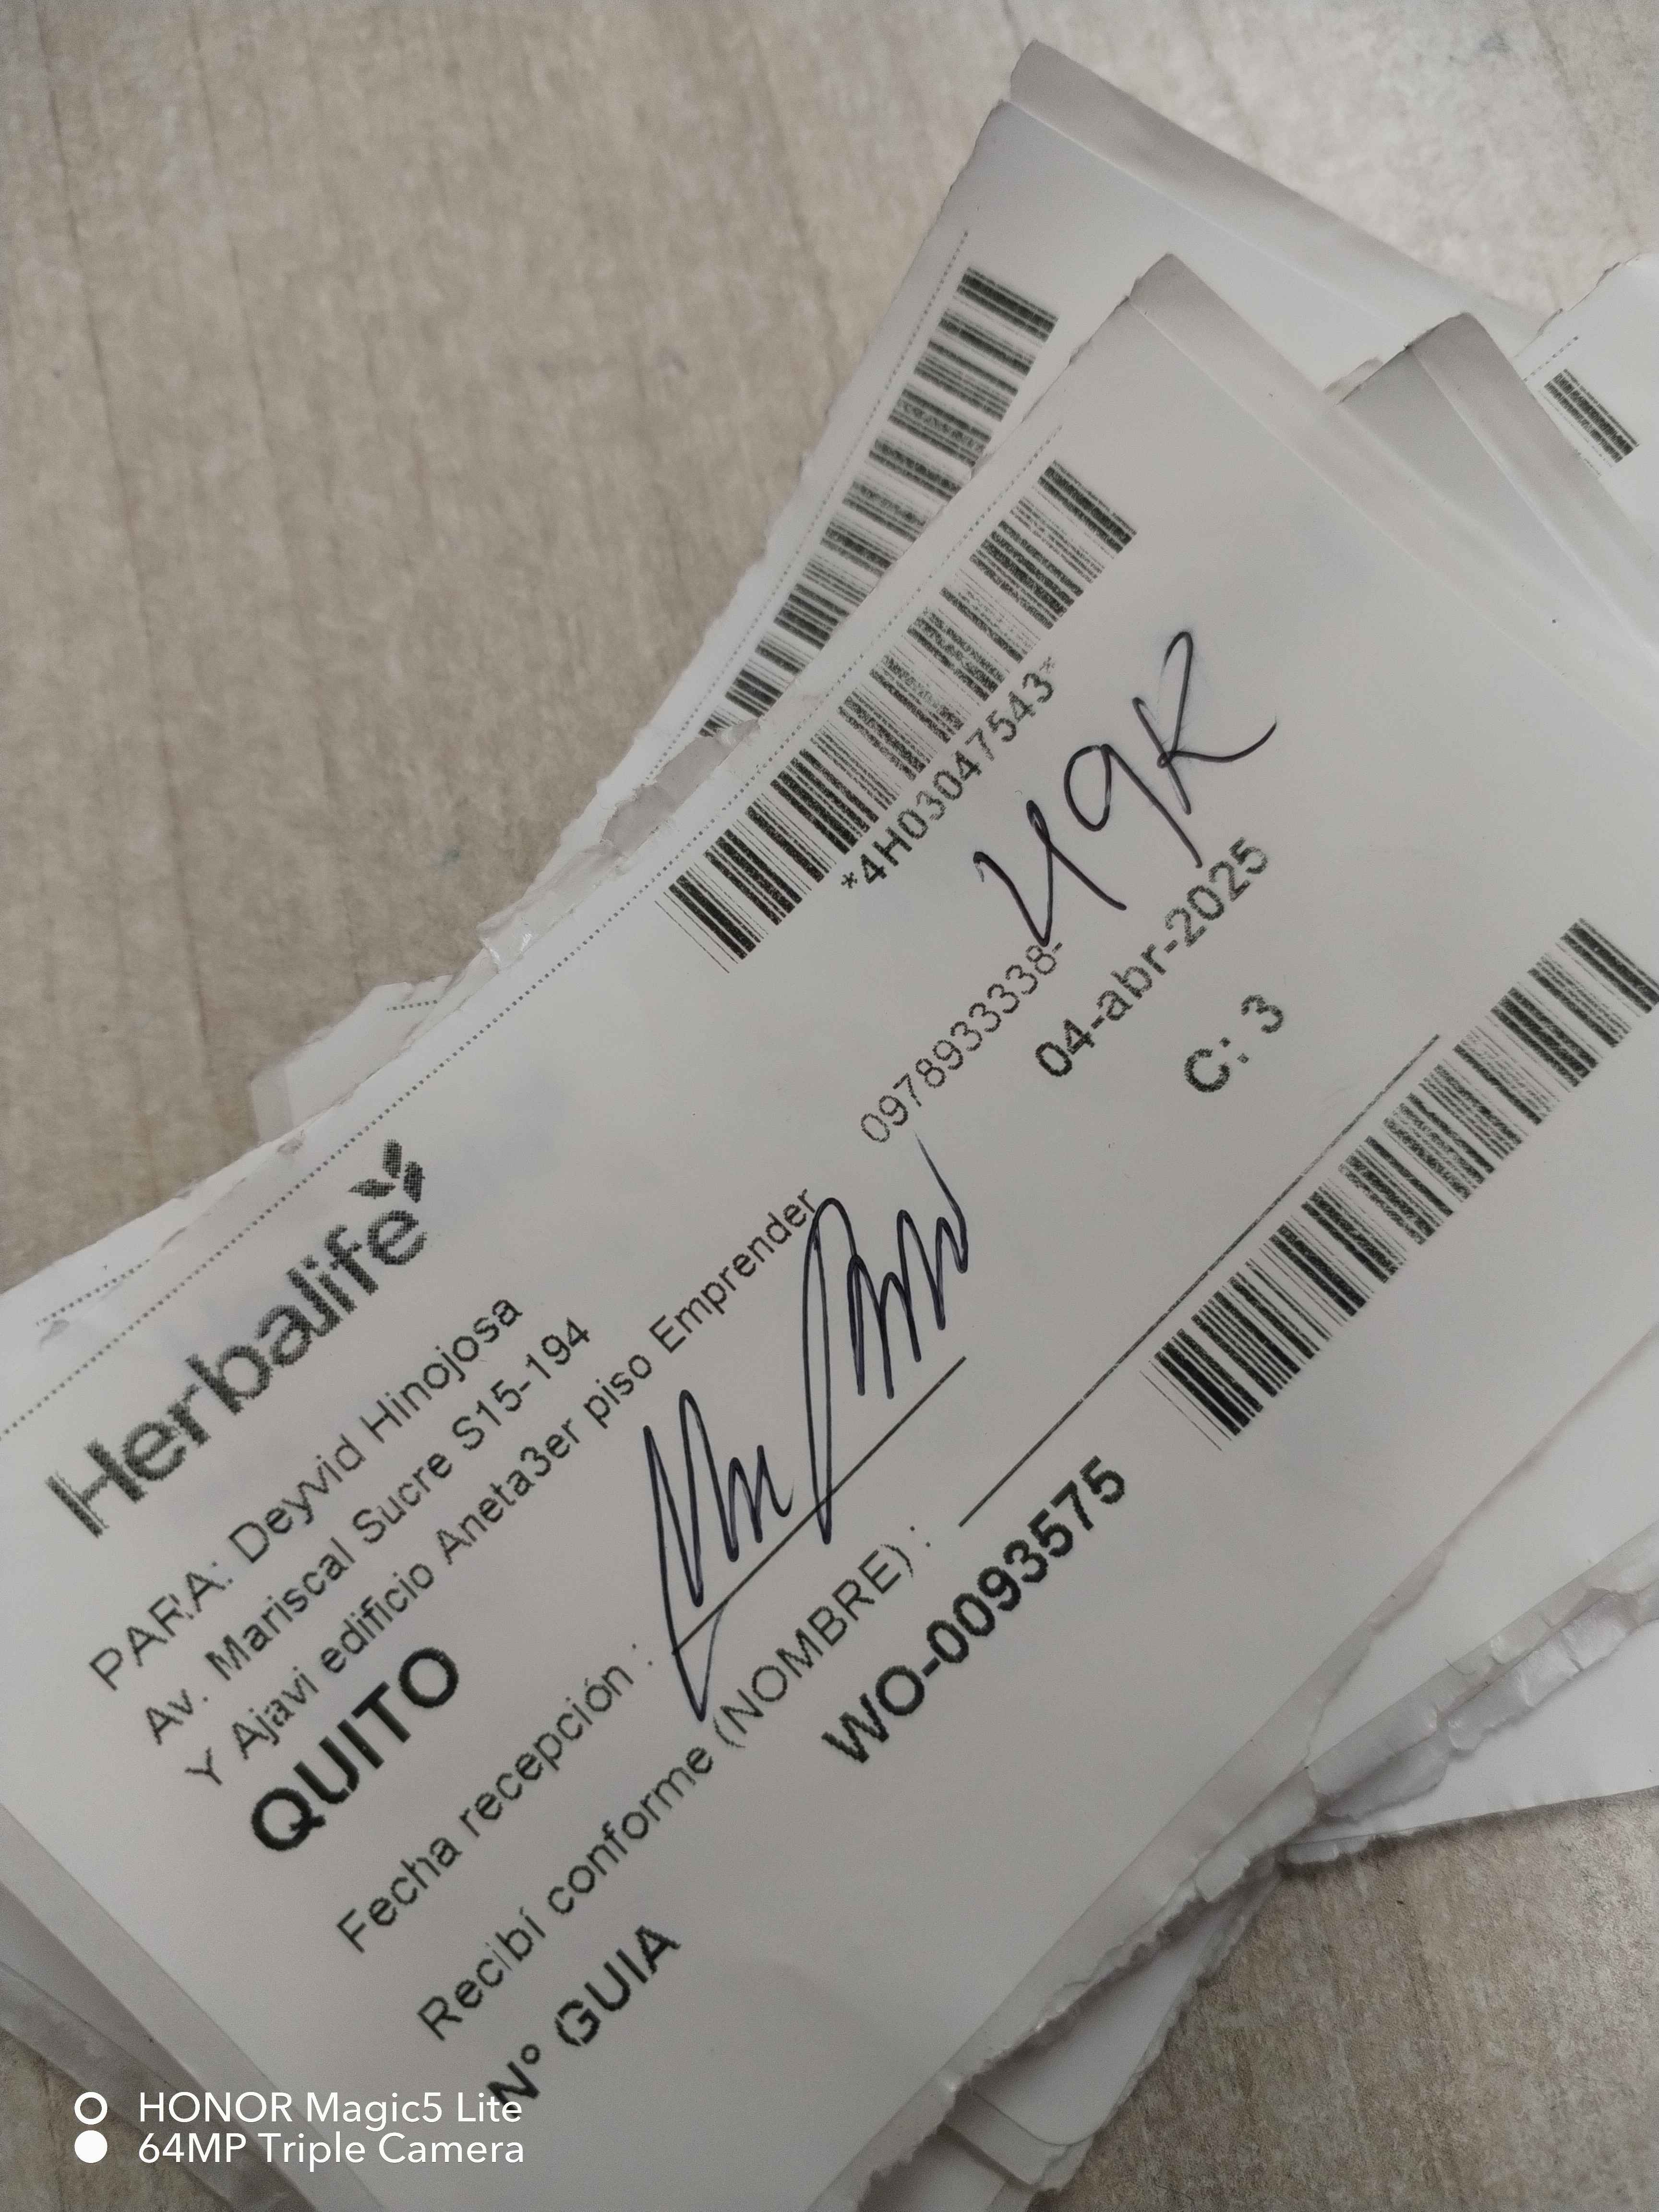 Herbalife
*4H03047543*
49K
PARA: Deyvid Hinojosa
Av. Mariscal Sucre S15-194
Y Ajavi edificio Aneta3er piso Emprender
0978933338-
QUITO
04-abr-2025
C: 3
Fecha recepción :
Recibí conforme (NOMBRE) :
N° GUIA
WO-0093575
HONOR Magic5 Lite
64MP Triple Camera